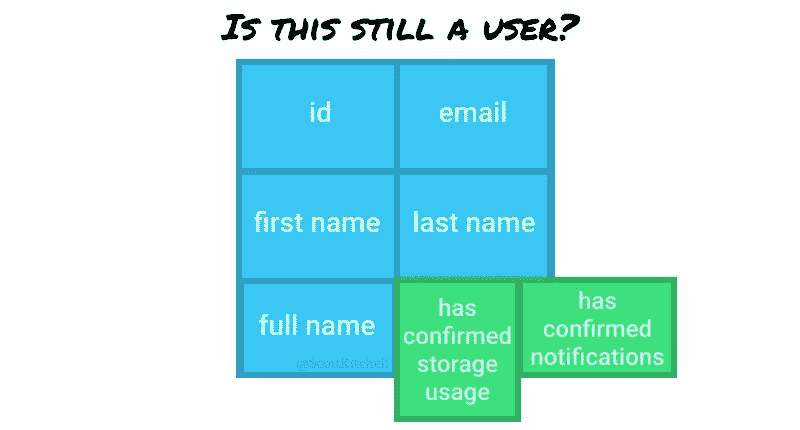 Is this still a user?
id
email
first name
last name
full name
has
confirmed
storage
usage
has
confirmed
notifications